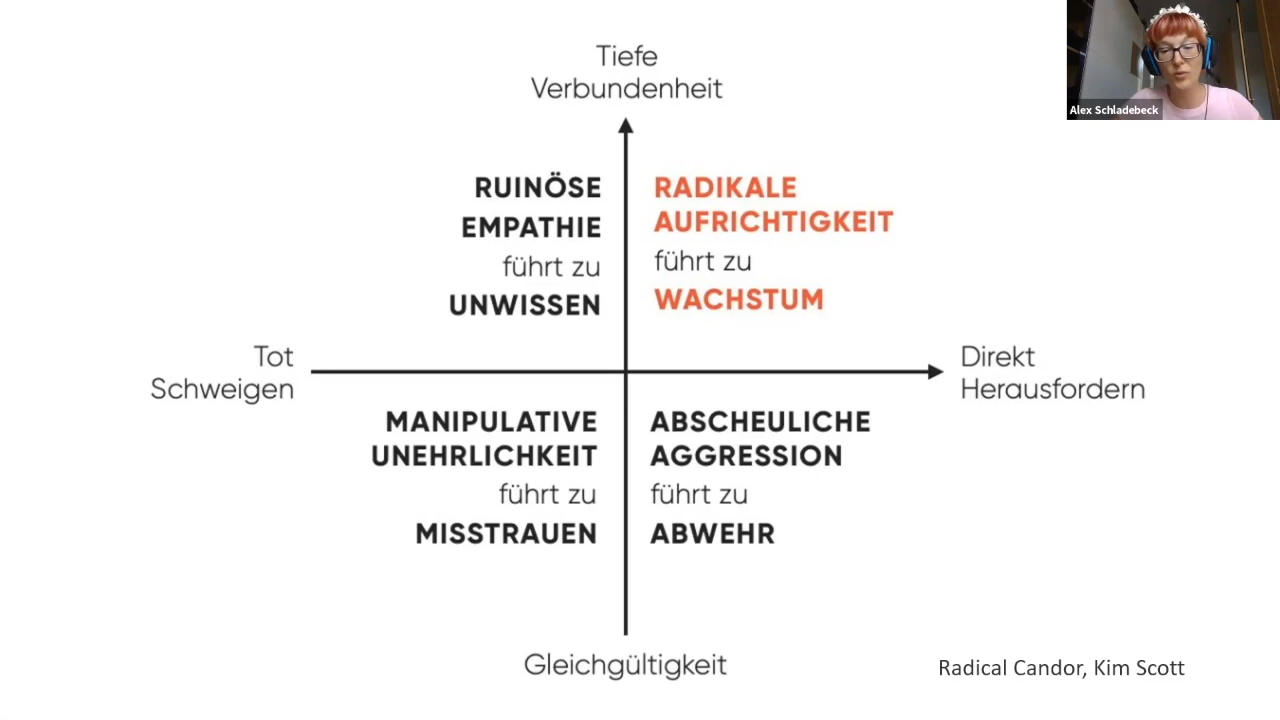 Tiefe
Verbundenheit
Alex Schladebeck
RUINÖSE
EMPATHIE
führt zu
UNWISSEN
RADIKALE
AUFRICHTIGKEIT
führt zu
WACHSTUM
Tot
Schweigen
Direkt
Herausfordern
MANIPULATIVE
UNEHRLICHKEIT
führt zu
MISSTRAUEN
ABSCHEULICHE
AGGRESSION
führt zu
ABWEHR
Gleichgültigkeit
Radical Candor, Kim Scott